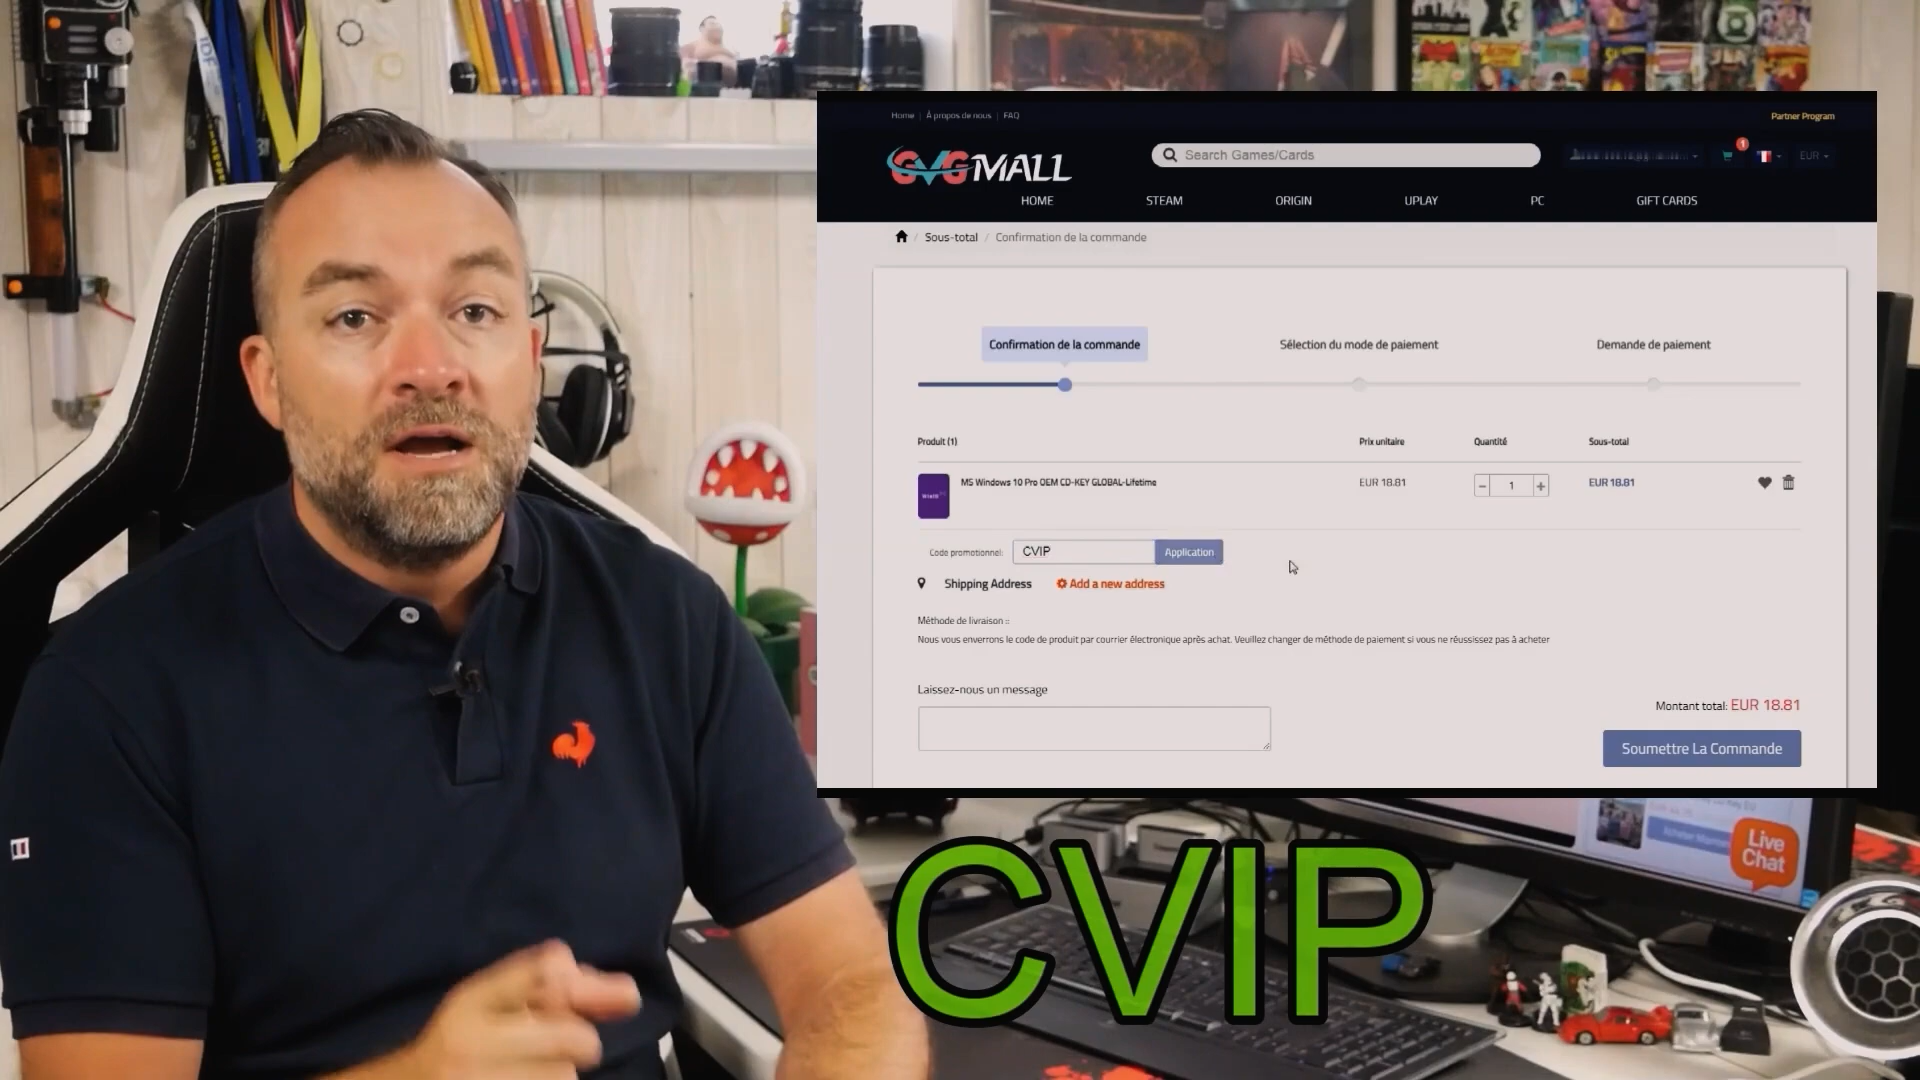 Home | À propos de nous | FAQ
Partner Program
GVGMALL
Search Games/Cards
1
EUR
HOME STEAM ORIGIN UPLAY PC GIFT CARDS
/ Sous-total / Confirmation de la commande
Confirmation de la commande Sélection du mode de paiement Demande de paiement
Produit (1) Prix unitaire Quantité Sous-total
MS Windows 10 Pro OEM CD-KEY GLOBAL-Lifetime EUR 18.81 - 1 + EUR 18.81
Code promotionnel: CVIP Application
Shipping Address Add a new address
Méthode de livraison ::
Nous vous enverrons le code de produit par courrier électronique après achat. Veuillez changer de méthode de paiement si vous ne réussissez pas à acheter
Laissez-nous un message
Montant total: EUR 18.81
Soumettre La Commande
Live
Chat
CVIP